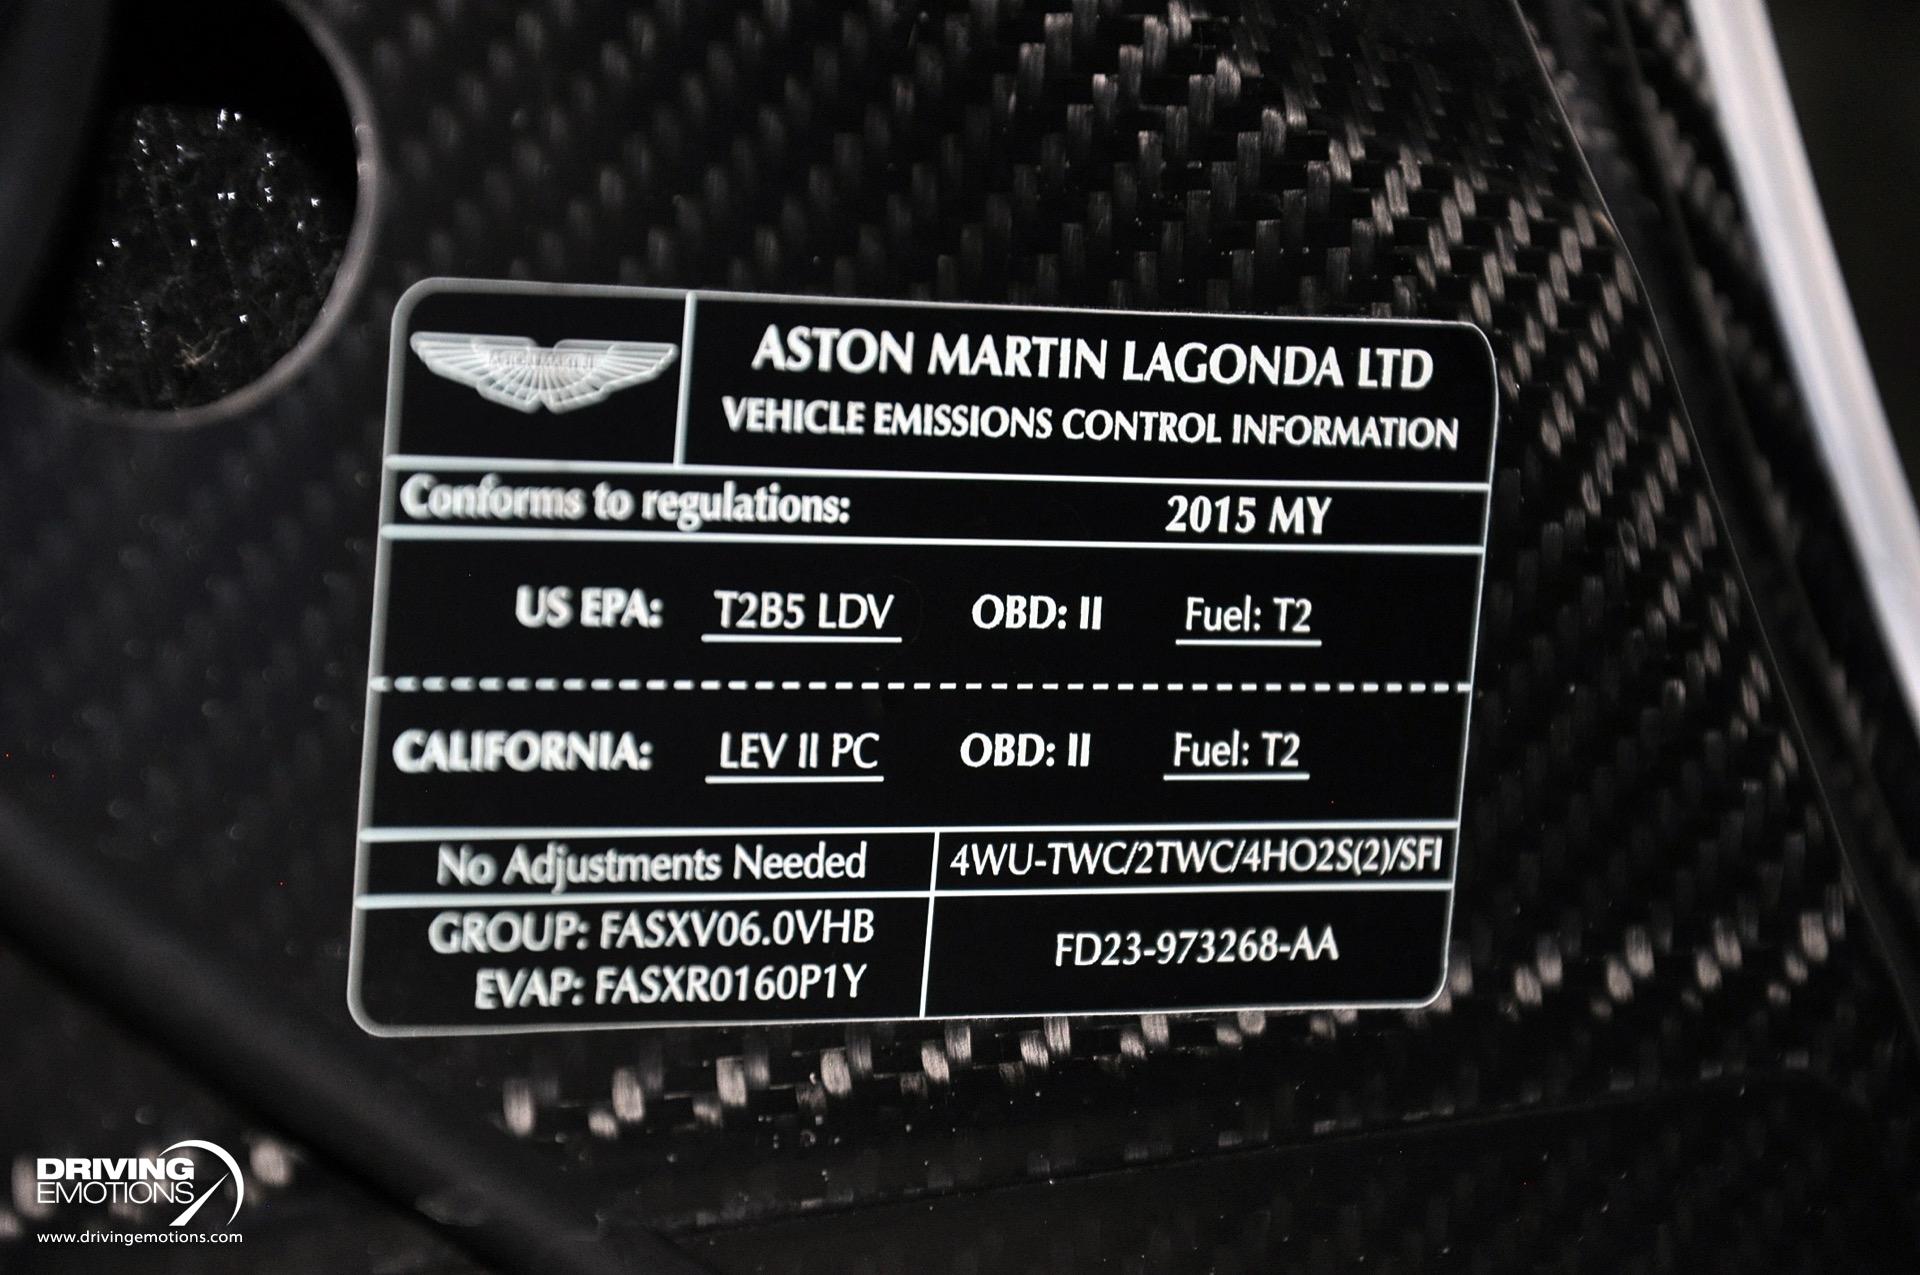 ASTON MARTIN
ASTON MARTIN LAGONDA LTD
VEHICLE EMISSIONS CONTROL INFORMATION
Conforms to regulations: 2015 MY
US EPA: T2B5 LDV OBD: II Fuel: T2
CALIFORNIA: LEV II PC OBD: II Fuel: T2
No Adjustments Needed 4WU-TWC/2TWC/4HO2S(2)/SFI
GROUP: FASXV06.0VHB
EVAP: FASXR0160P1Y
FD23-973268-AA
DRIVING
EMOTIONS
www.drivingemotions.com